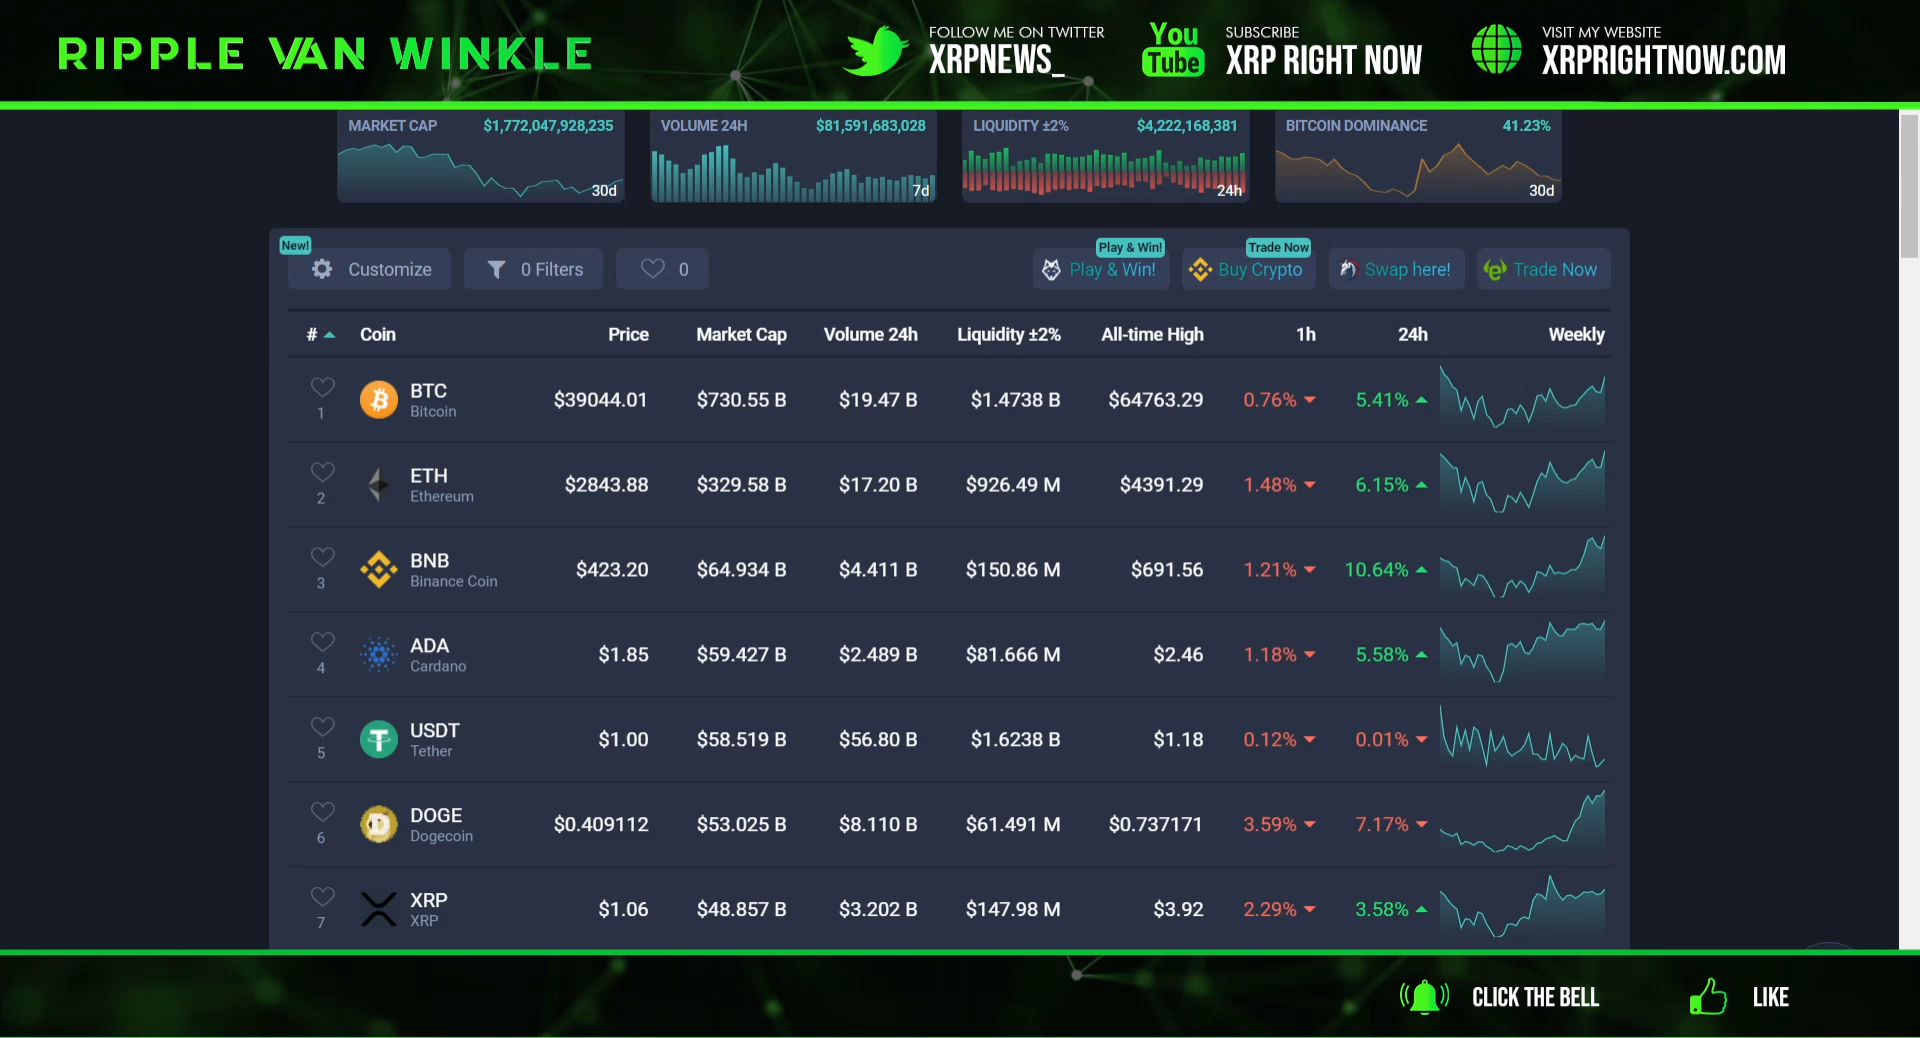 RIPPLE VAN WINKLE
FOLLOW ME ON TWITTER
XRPNEWS_
You Tube
SUBSCRIBE
XRP RIGHT NOW
VISIT MY WEBSITE
XRPRIGHTNOW.COM
MARKET CAP $1,772,047,928,235
30d
VOLUME 24H $81,591,683,028
7d
LIQUIDITY ±2% $4,222,168,381
24h
BITCOIN DOMINANCE 41.23%
30d
New!
Customize
0 Filters
0
Play & Win!
Play & Win!
Trade Now
Buy Crypto
Swap here!
Trade Now
# Coin Price Market Cap Volume 24h Liquidity ±2% All-time High 1h 24h Weekly
1 BTC Bitcoin $39044.01 $730.55 B $19.47 B $1.4738 B $64763.29 0.76% 5.41%
2 ETH Ethereum $2843.88 $329.58 B $17.20 B $926.49 M $4391.29 1.48% 6.15%
3 BNB Binance Coin $423.20 $64.934 B $4.411 B $150.86 M $691.56 1.21% 10.64%
4 ADA Cardano $1.85 $59.427 B $2.489 B $81.666 M $2.46 1.18% 5.58%
5 USDT Tether $1.00 $58.519 B $56.80 B $1.6238 B $1.18 0.12% 0.01%
6 DOGE Dogecoin $0.409112 $53.025 B $8.110 B $61.491 M $0.737171 3.59% 7.17%
7 XRP XRP $1.06 $48.857 B $3.202 B $147.98 M $3.92 2.29% 3.58%
CLICK THE BELL
LIKE